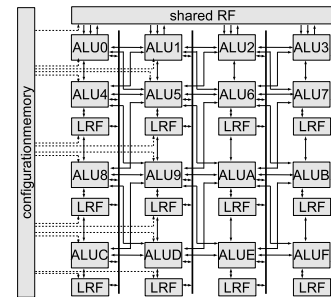 shared RF
configurationmemory
ALU0 ALU1 ALU2 ALU3
ALU4 ALU5 ALU6 ALU7
LRF LRF LRF LRF
ALU8 ALU9 ALUA ALUB
LRF LRF LRF LRF
ALUC ALUD ALUE ALUF
LRF LRF LRF LRF